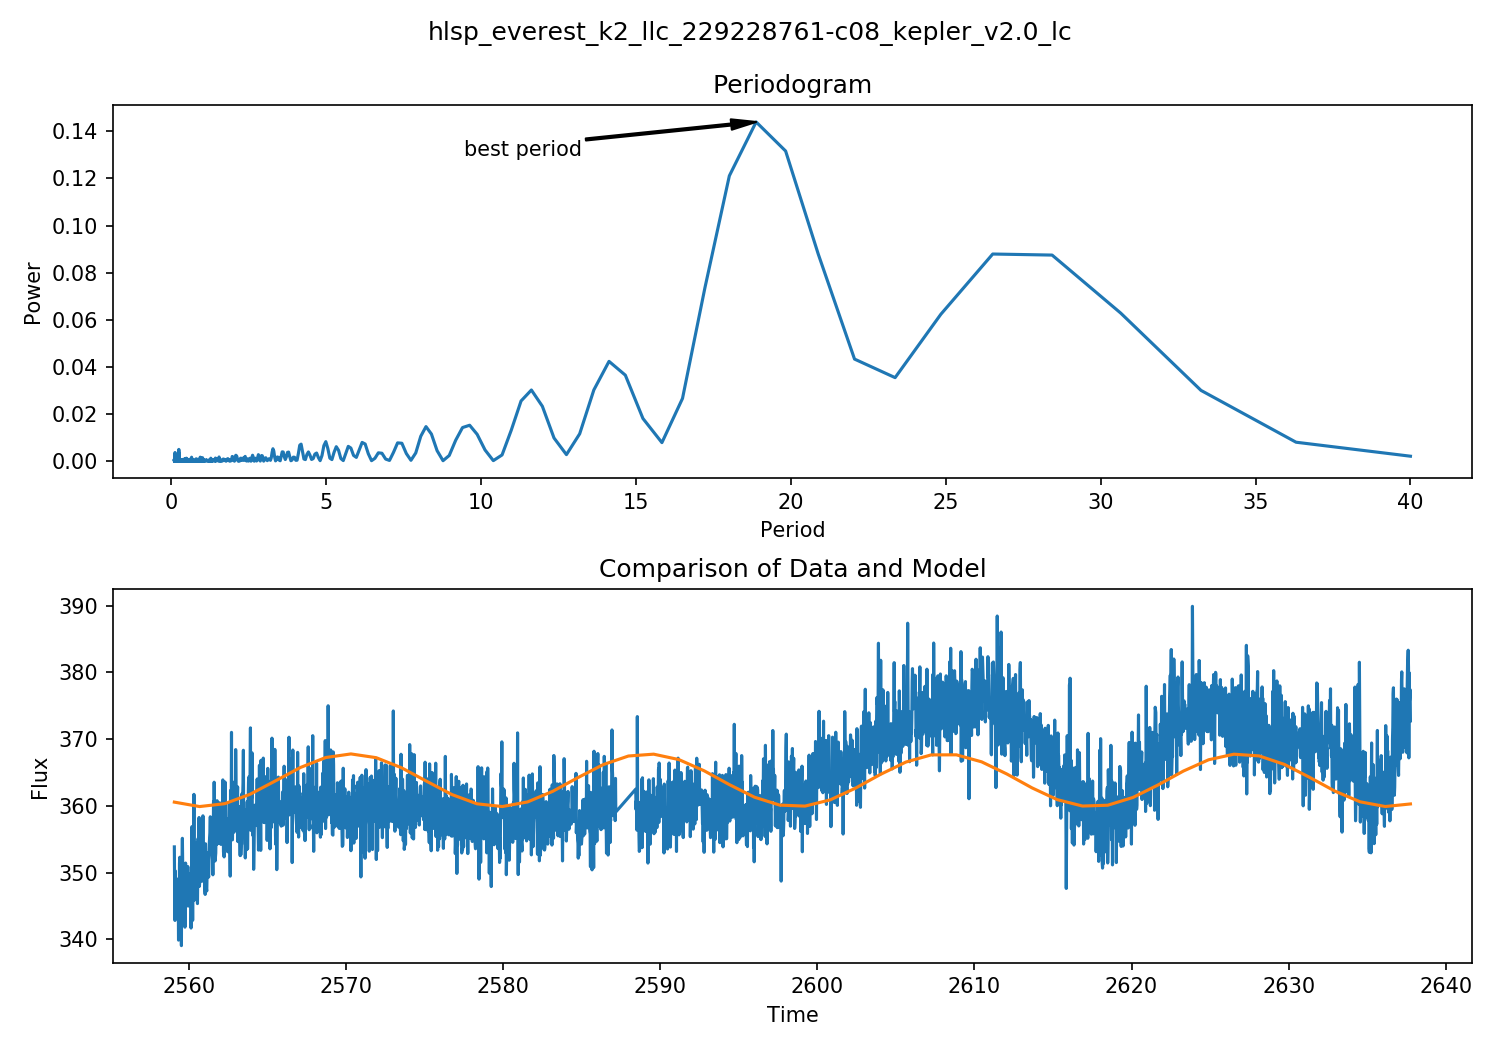 hlsp_everest_k2_llc_229228761-c08_kepler_v2.0_lc
Periodogram
best period
Power
0.14
0.12
0.10
0.08
0.06
0.04
0.02
0.00
0 5 10 15 20 25 30 35 40
Period
Comparison of Data and Model
Flux
390
380
370
360
350
340
2560 2570 2580 2590 2600 2610 2620 2630 2640
Time